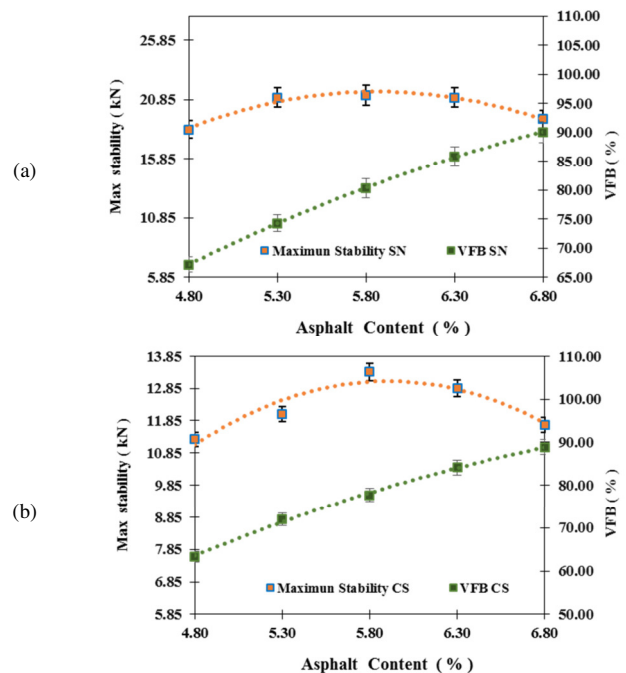 (a)
Max stability ( kN )
25.85
20.85
15.85
10.85
5.85
110.00
105.00
100.00
95.00
90.00
85.00
80.00
75.00
70.00
65.00
VFB ( % )
Maximun Stability SN
VFB SN
4.80 5.30 5.80 6.30 6.80
Asphalt Content ( % )
(b)
Max stability ( kN )
13.85
12.85
11.85
10.85
9.85
8.85
7.85
6.85
5.85
110.00
100.00
90.00
80.00
70.00
60.00
50.00
VFB ( % )
Maximun Stability CS
VFB CS
4.80 5.30 5.80 6.30 6.80
Asphalt Content ( % )